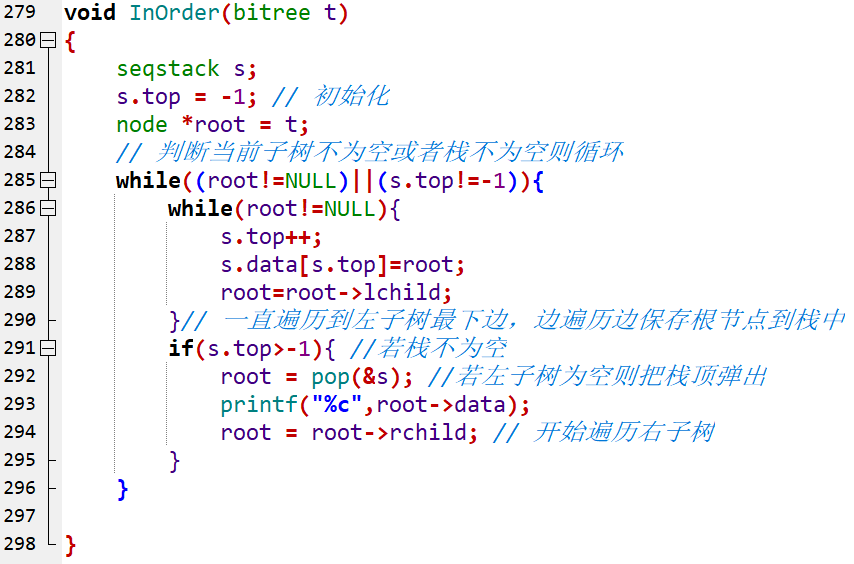 279 void InOrder(bitree t)
280 {
281 seqstack s;
282 s.top = -1; // 初始化
283 node *root = t;
284 // 判断当前子树不为空或者栈不为空则循环
285 while((root!=NULL)||(s.top!=-1)){
286 while(root!=NULL){
287 s.top++;
288 s.data[s.top]=root;
289 root=root->lchild;
290 }// 一直遍历到左子树最下边，边遍历边保存根节点到栈中
291 if(s.top>-1){ //若栈不为空
292 root = pop(&s); //若左子树为空则把栈顶弹出
293 printf("%c",root->data);
294 root = root->rchild; // 开始遍历右子树
295 }
296 }
297
298 }